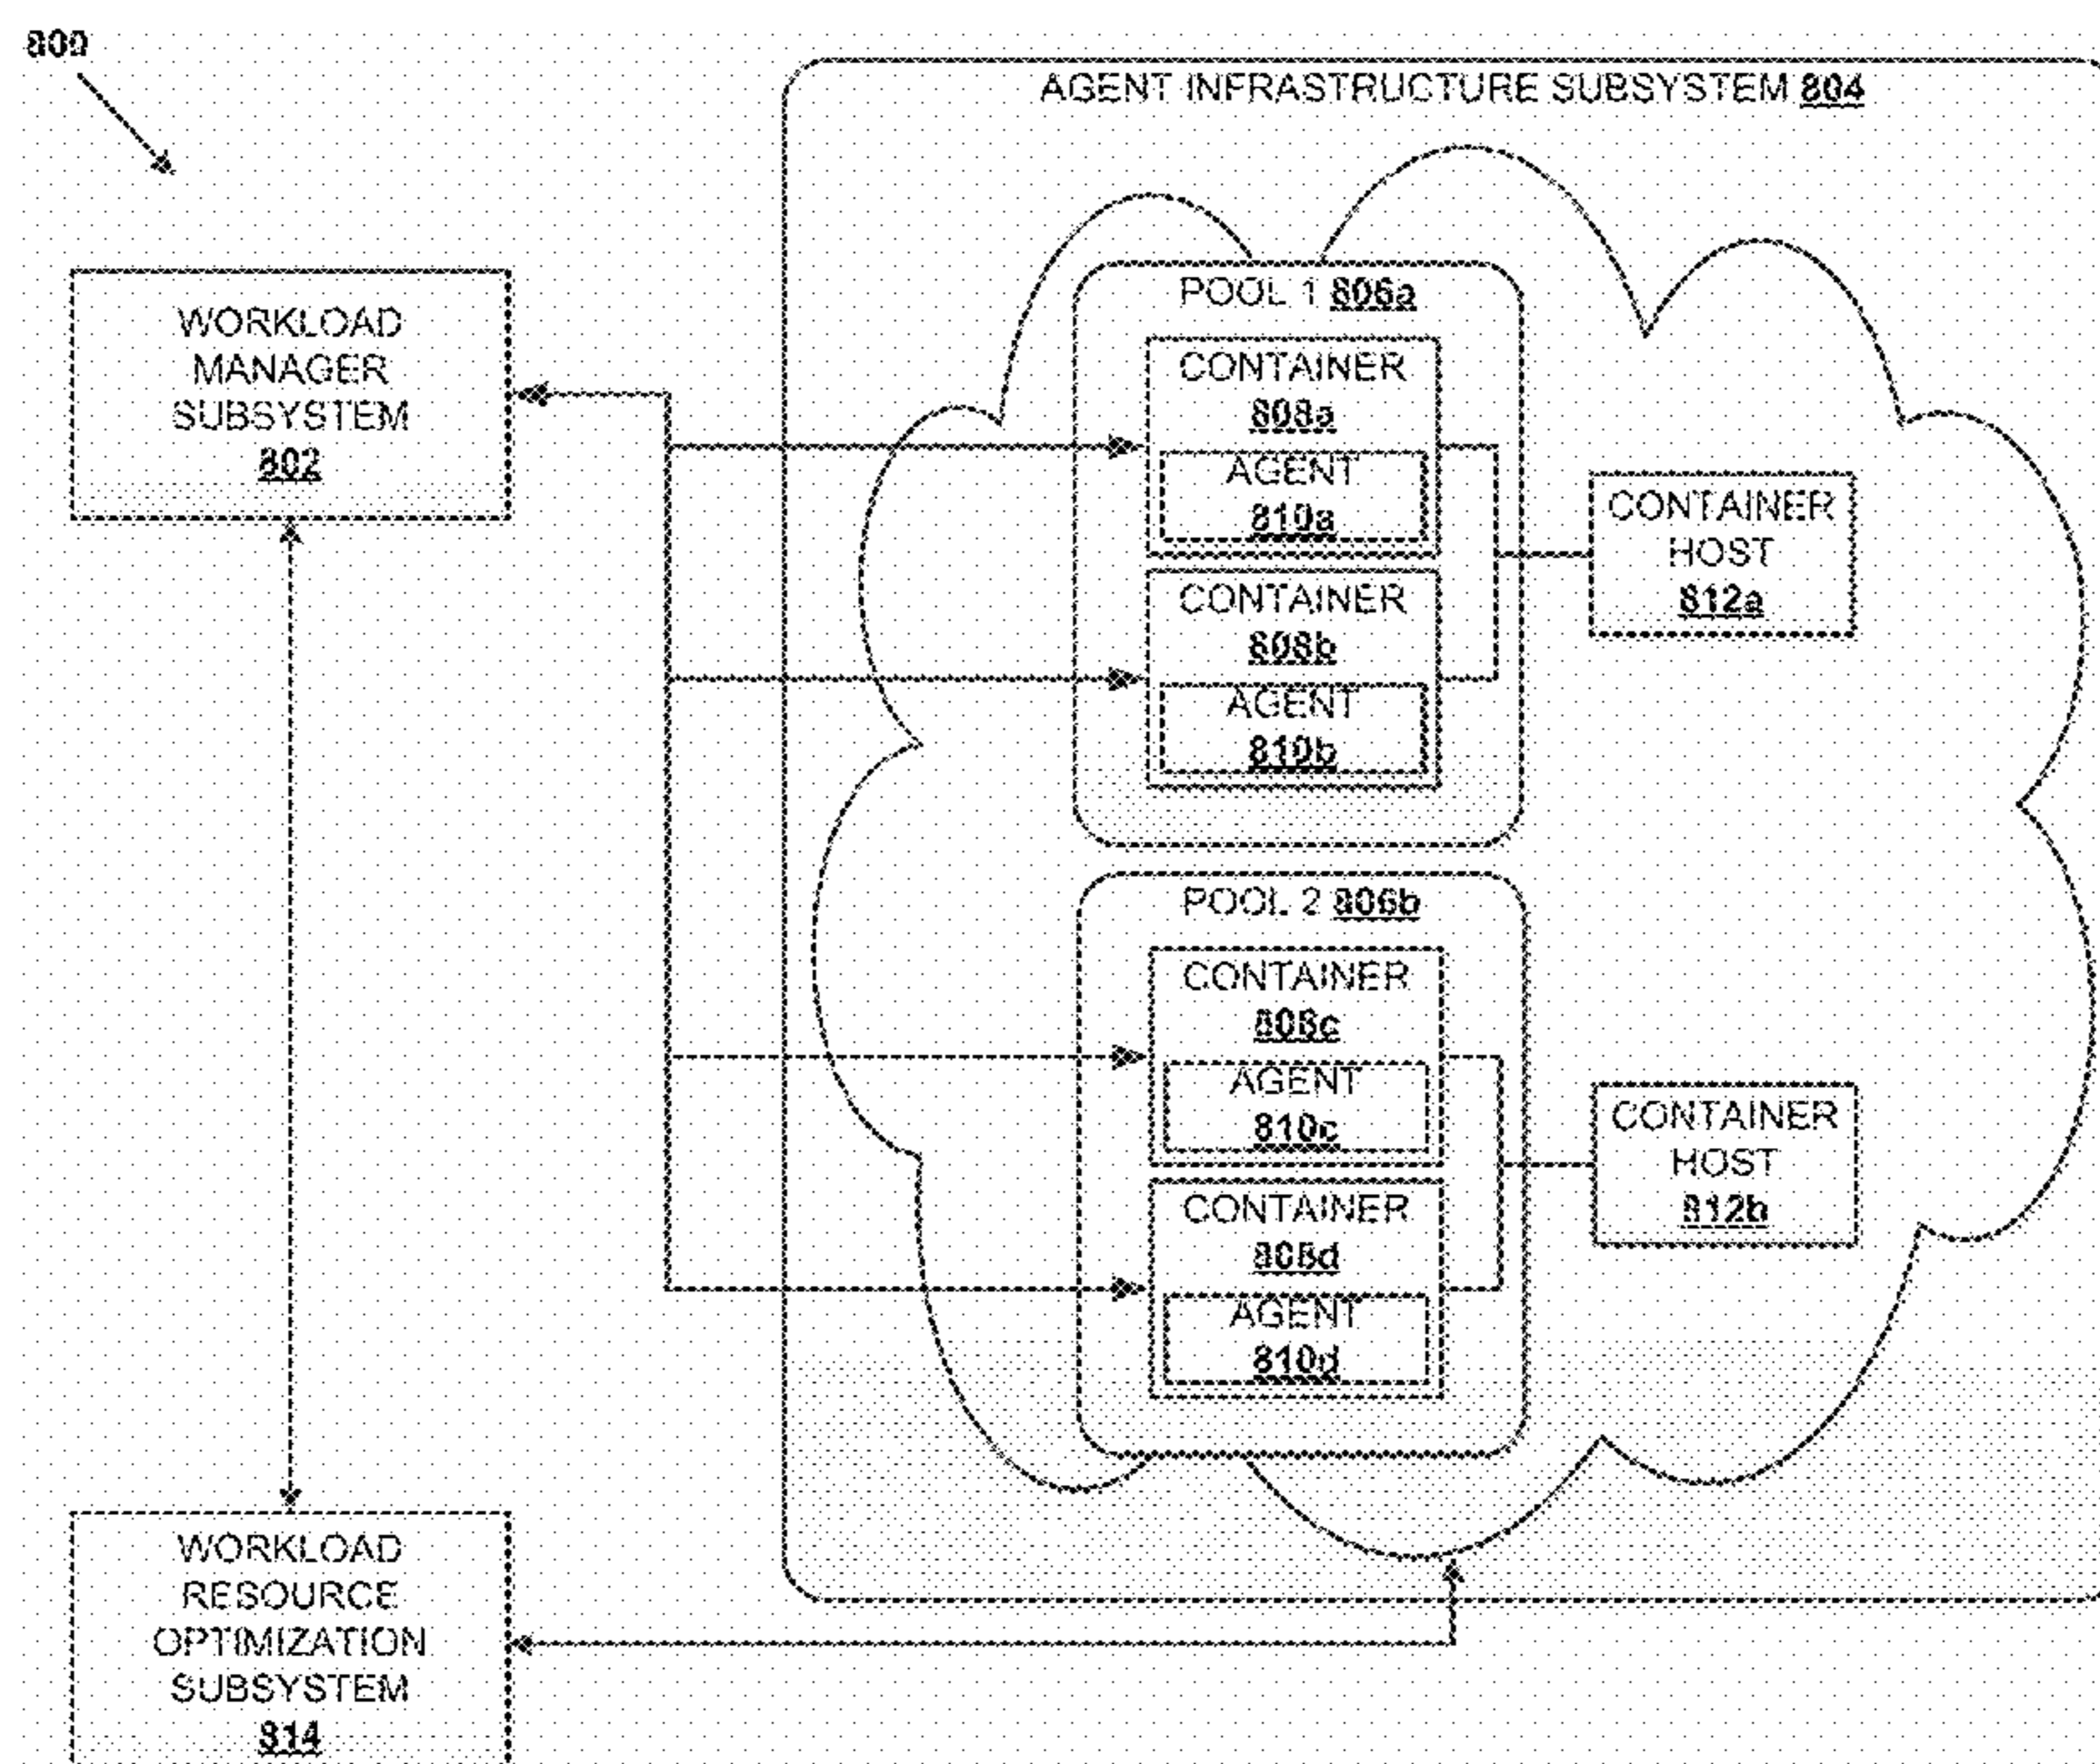 800
AGENT INFRASTRUCTURE SUBSYSTEM 804
WORKLOAD
MANAGER
SUBSYSTEM
802
POOL 1 806a
CONTAINER
808a
AGENT
810a
CONTAINER
808b
AGENT
810b
CONTAINER
HOST
812a
POOL 2 806b
CONTAINER
808c
AGENT
810c
CONTAINER
808d
AGENT
810d
CONTAINER
HOST
812b
WORKLOAD
RESOURCE
OPTIMIZATION
SUBSYSTEM
814